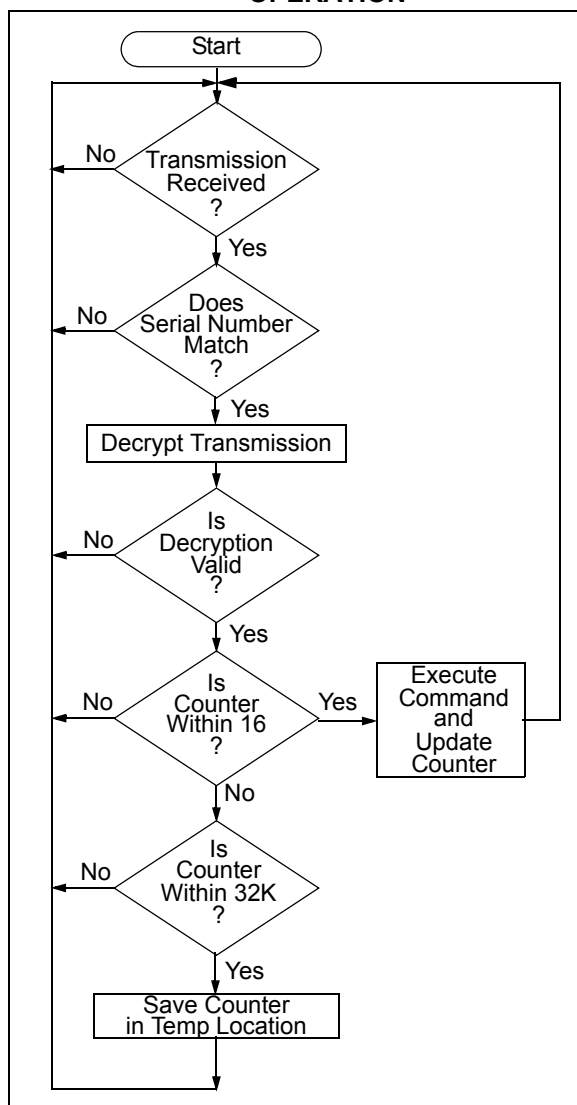 OPERATION
Start
No
Transmission
Received
?
Yes
No
Does
Serial Number
Match
?
Yes
Decrypt Transmission
No
Is
Decryption
Valid
?
Yes
No
Is
Counter
Within 16
?
Yes
Execute
Command
and
Update
Counter
No
No
Is
Counter
Within 32K
?
Yes
Save Counter
in Temp Location